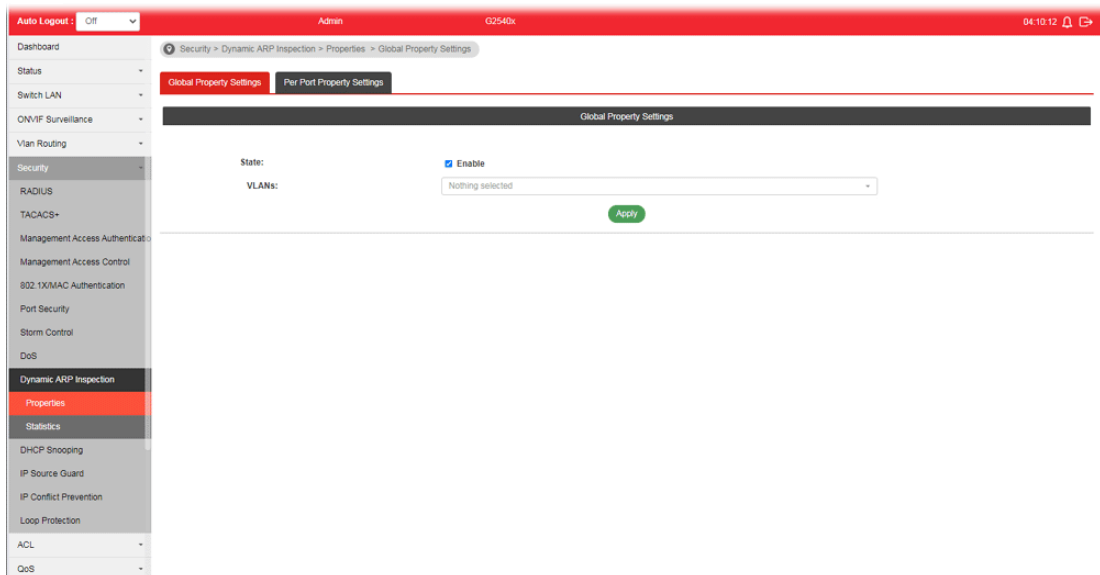 Auto Logout : Off
Admin
G2540x
04:10:12
Dashboard
Status
Switch LAN
ONVIF Surveillance
Vlan Routing
Security
RADIUS
TACACS+
Management Access Authenticatio
Management Access Control
802.1X/MAC Authentication
Port Security
Storm Control
DoS
Dynamic ARP Inspection
Properties
Statistics
DHCP Snooping
IP Source Guard
IP Conflict Prevention
Loop Protection
ACL
QoS
Security > Dynamic ARP Inspection > Properties > Global Property Settings
Global Property Settings
Per Port Property Settings
Global Property Settings
State:
Enable
VLANs:
Nothing selected
Apply